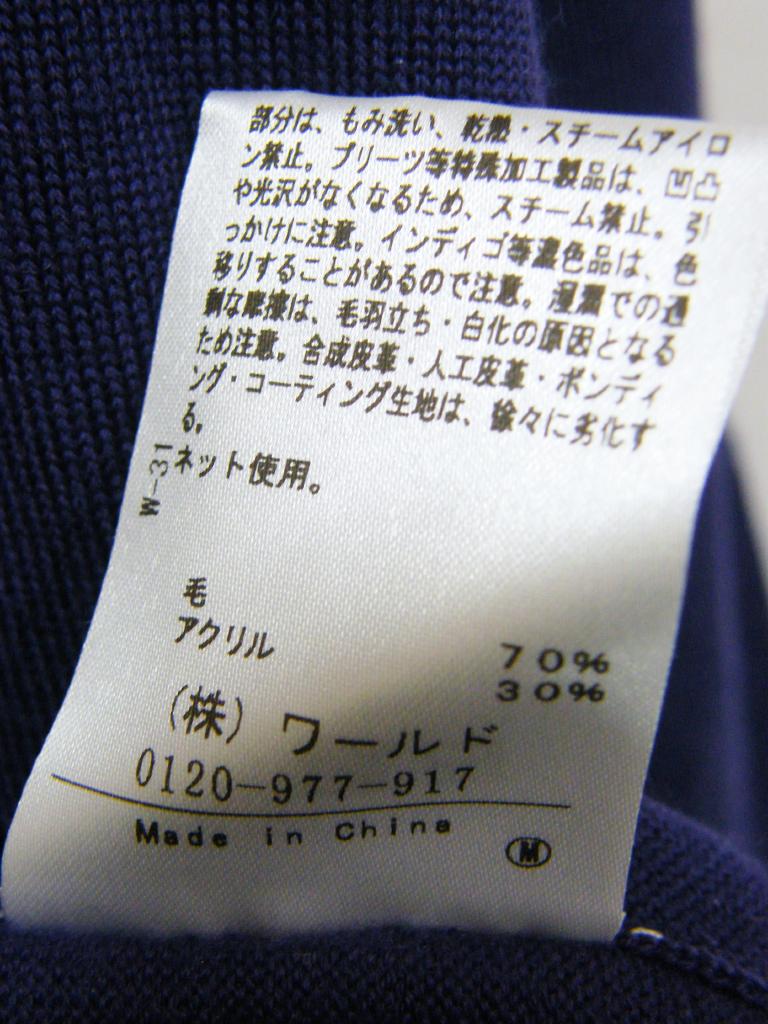 部分は、もみ洗い、乾燥・スチームアイロ
ン禁止。プリーツ等特殊加工製品は、凹凸
や光沢がなくなるため、スチーム禁止。引
っかけに注意。インディゴ等濃色品は、色
移りすることがあるので注意。湿潤での過
剰な摩擦は、毛羽立ち・白化の原因となる
ため注意。合成皮革・人工皮革・ボンディ
ング・コーティング生地は、徐々に劣化す
る。
W-31
ネット使用。
毛 70%
アクリル 30%
(株) ワールド
0120-977-917
Made in China
M